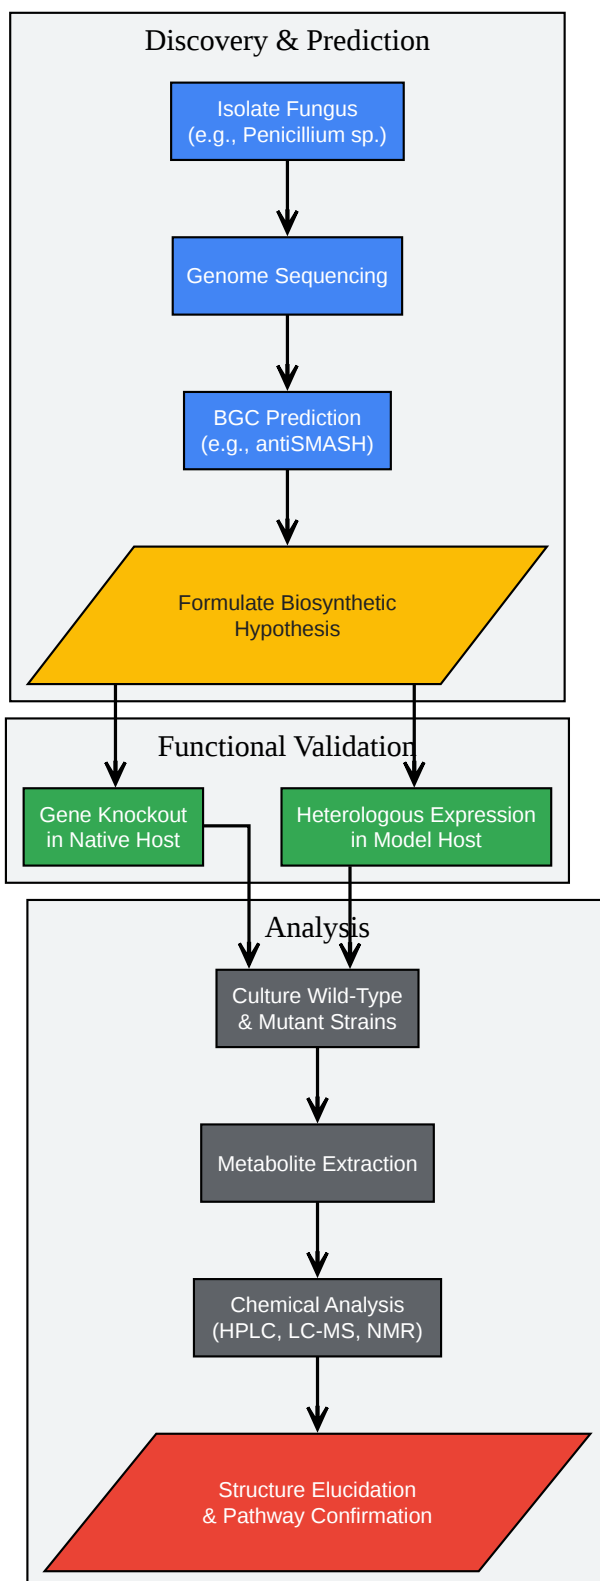 Discovery & Prediction
Isolate Fungus
(e.g., Penicillium sp.)
Genome Sequencing
BGC Prediction
(e.g., antiSMASH)
Formulate Biosynthetic
Hypothesis
Functional Validation
Gene Knockout
in Native Host
Heterologous Expression
in Model Host
Analysis
Culture Wild-Type
& Mutant Strains
Metabolite Extraction
Chemical Analysis
(HPLC, LC-MS, NMR)
Structure Elucidation
& Pathway Confirmation